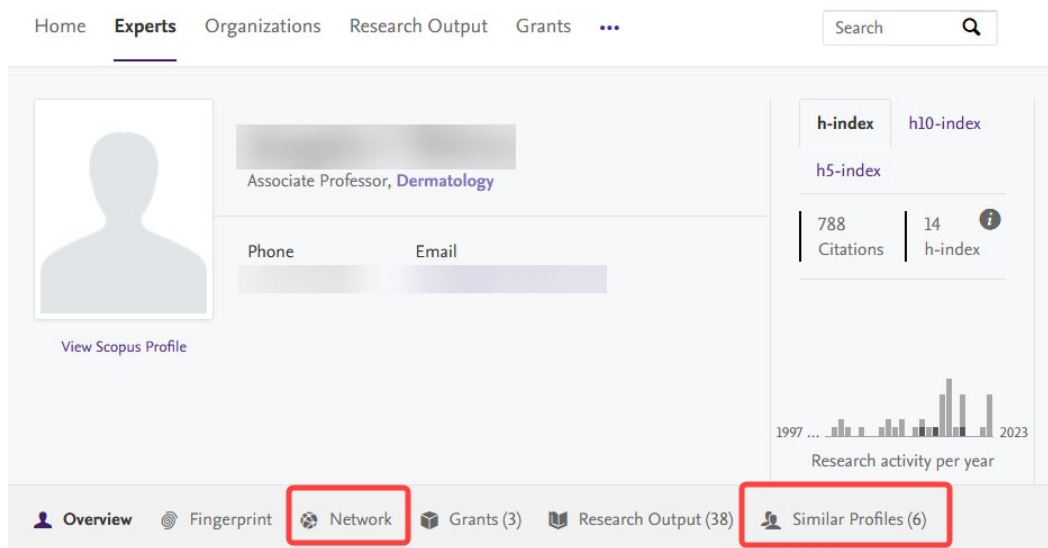 Home Experts Organizations Research Output Grants ••• Search
h-index h10-index
h5-index
Associate Professor, Dermatology
788 14
Citations h-index
Phone Email
View Scopus Profile
1997 ... 2023
Research activity per year
Overview Fingerprint Network Grants (3) Research Output (38) Similar Profiles (6)